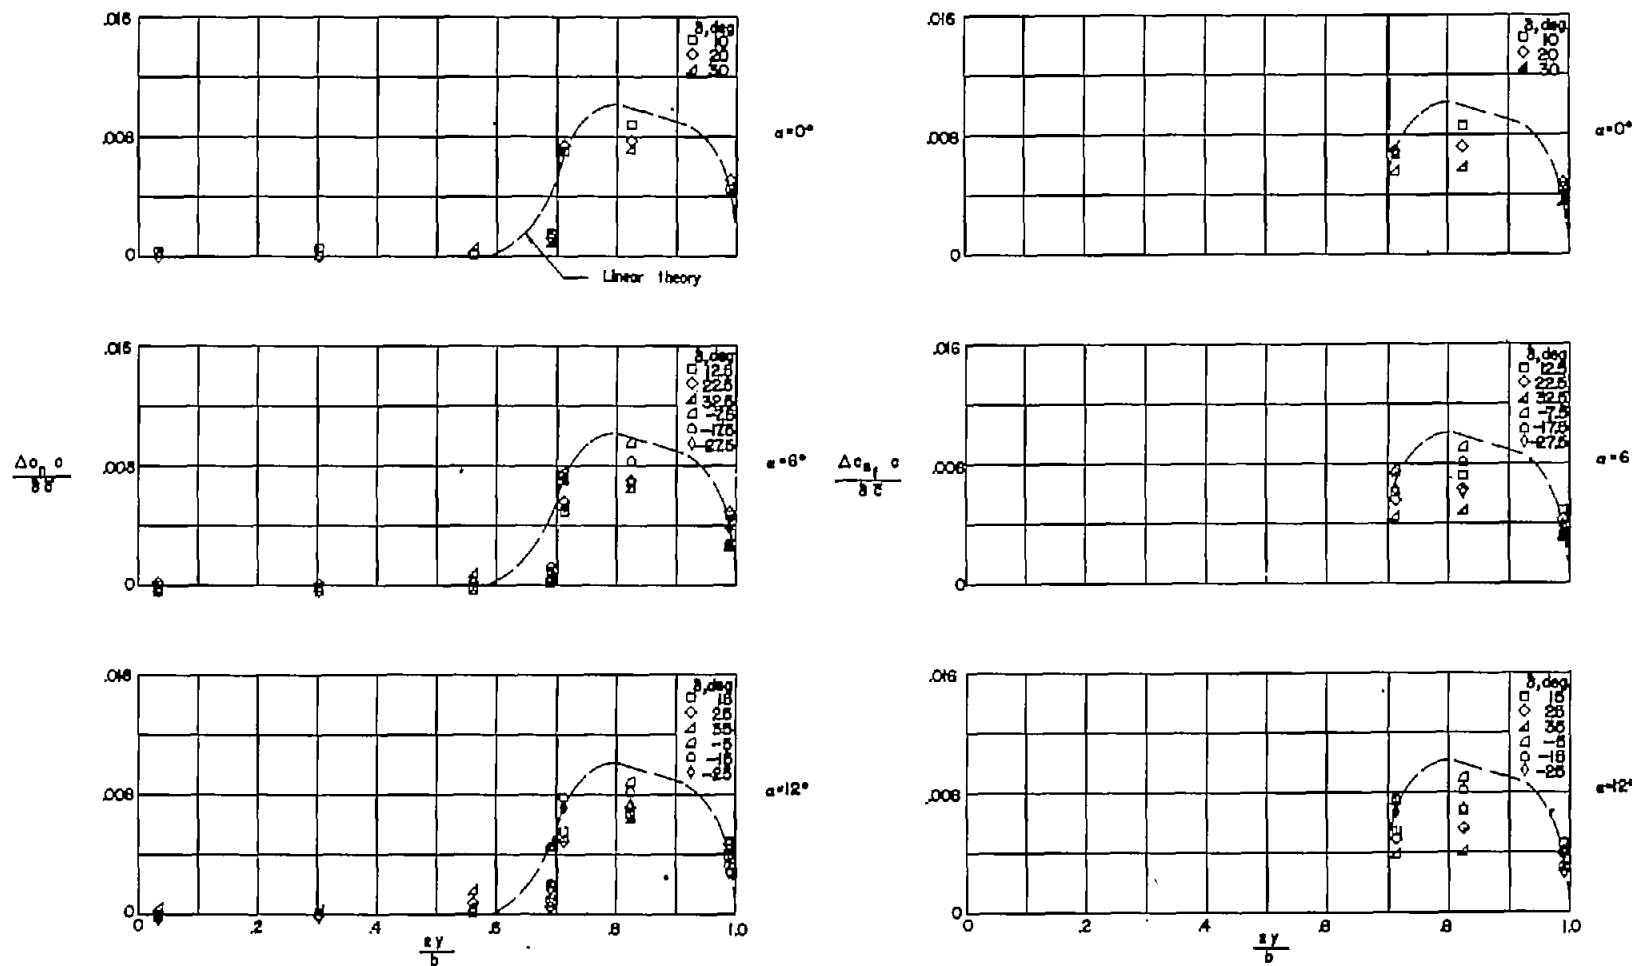 .016
.008
0
δ, deg
□ 10
◇ 20
△ 30
α=0°
Linear theory
.016
.008
0
δ, deg
□ 10
◇ 20
30
α=0°
.016
.008
0
δ, deg
□ 12.5
◇ 22.5
△ 32.5
-7.5
-17.5
◇ -27.5
α=6°
Δc_n c
δ c̄
.016
.008
0
δ, deg
□ 12.5
◇ 22.5
△ 32.5
-7.5
-17.5
◇ -27.5
α=6
c
δ c̄
.016
.008
0
δ, deg
□ 15
◇ 25
△ 35
-5
-15
◇ -25
α=12°
0 .2 .4 .6 .8 1.0
2y
b
.016
.008
0
δ, deg
□ 15
◇ 25
△ 35
-5
-15
◇ -25
α=12°
0 .2 .4 .6 .8 1.0
2y
b